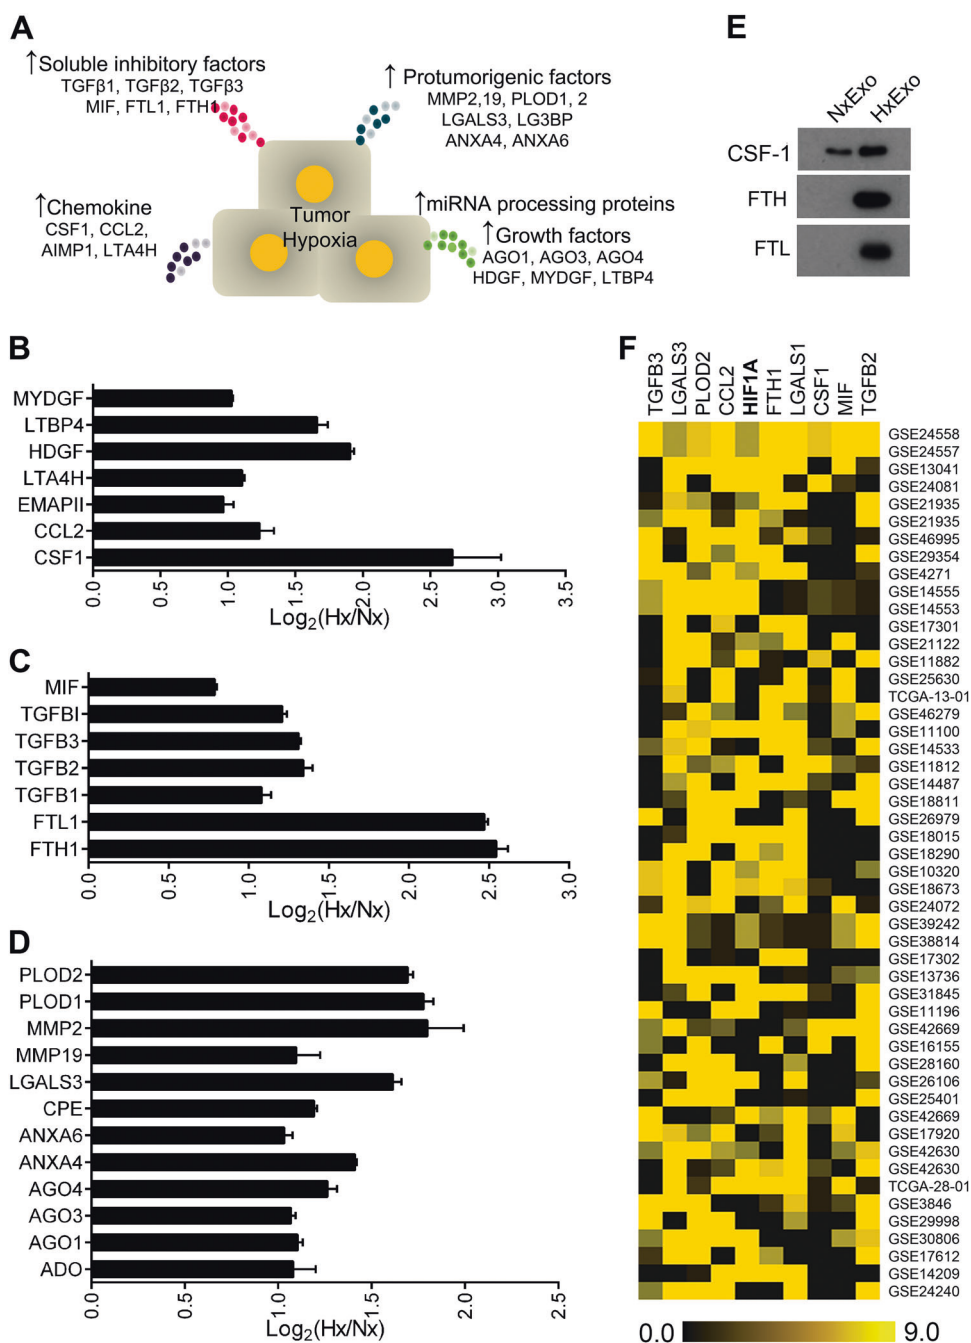 A
↑Soluble inhibitory factors
TGFβ1, TGFβ2, TGFβ3
MIF, FTL1, FTH1
↑Protumorigenic factors
MMP2,19, PLOD1, 2
LGALS3, LG3BP
ANXA4, ANXA6
↑Chemokine
CSF1, CCL2,
AIMP1, LTA4H
Tumor
Hypoxia
↑miRNA processing proteins
↑Growth factors
AGO1, AGO3, AGO4
HDGF, MYDGF, LTBP4
E
NxExo
HxExo
CSF-1
FTH
FTL
B
MYDGF
LTBP4
HDGF
LTA4H
EMAPII
CCL2
CSF1
0.0
0.5
1.0
1.5
2.0
2.5
3.0
3.5
Log2(Hx/Nx)
C
MIF
TGFBI
TGFB3
TGFB2
TGFB1
FTL1
FTH1
0.0
0.5
1.0
1.5
2.0
2.5
3.0
Log2(Hx/Nx)
D
PLOD2
PLOD1
MMP2
MMP19
LGALS3
CPE
ANXA6
ANXA4
AGO4
AGO3
AGO1
ADO
0.0
0.5
1.0
1.5
2.0
2.5
Log2(Hx/Nx)
F
TGFB3
LGALS3
PLOD2
CCL2
HIF1A
FTH1
LGALS1
CSF1
MIF
TGFB2
GSE24558
GSE24557
GSE13041
GSE24081
GSE21935
GSE21935
GSE46995
GSE29354
GSE4271
GSE14555
GSE14553
GSE17301
GSE21122
GSE11882
GSE25630
TCGA-13-01
GSE46279
GSE11100
GSE14533
GSE11812
GSE14487
GSE18811
GSE26979
GSE18015
GSE18290
GSE10320
GSE18673
GSE24072
GSE39242
GSE38814
GSE17302
GSE13736
GSE31845
GSE11196
GSE42669
GSE16155
GSE28160
GSE26106
GSE25401
GSE42669
GSE17920
GSE42630
GSE42630
TCGA-28-01
GSE3846
GSE29998
GSE30806
GSE17612
GSE14209
GSE24240
0.0
9.0